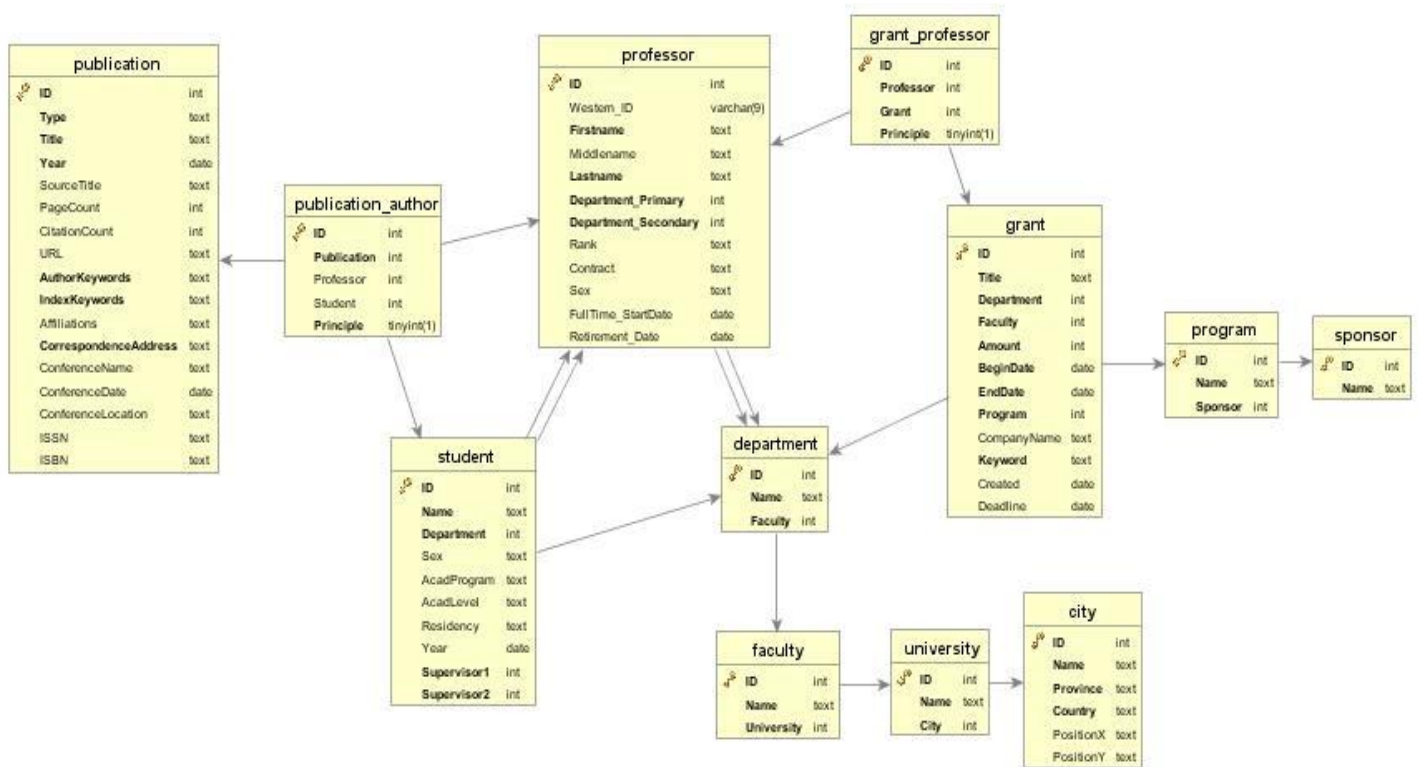 publication
ID int
Type text
Title text
Year date
SourceTitle text
PageCount int
CitationCount int
URL text
AuthorKeywords text
IndexKeywords text
Affiliations text
CorrespondenceAddress text
ConferenceName text
ConferenceDate date
ConferenceLocation text
ISSN text
ISBN text
publication_author
ID int
Publication int
Professor int
Student int
Principle tinyint(1)
professor
ID int
Western_ID varchar(9)
Firstname text
Middlename text
Lastname text
Department_Primary int
Department_Secondary int
Rank text
Contract text
Sex text
FullTime_StartDate date
Retirement_Date date
grant_professor
ID int
Professor int
Grant int
Principle tinyint(1)
grant
ID int
Title text
Department int
Faculty int
Amount int
BeginDate date
EndDate date
Program int
CompanyName text
Keyword text
Created date
Deadline date
program
ID int
Name text
Sponsor int
sponsor
ID int
Name text
student
ID int
Name text
Department int
Sex text
AcadProgram text
AcadLevel text
Residency text
Year date
Supervisor1 int
Supervisor2 int
department
ID int
Name text
Faculty int
faculty
ID int
Name text
University int
university
ID int
Name text
City int
city
ID int
Name text
Province text
Country text
PositionX text
PositionY text